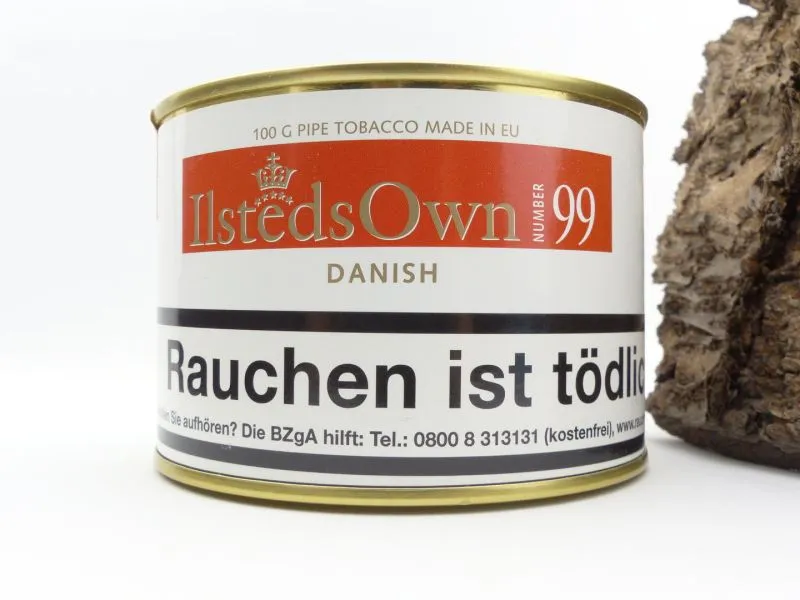 100 G PIPE TOBACCO MADE IN EU
IlstedsOwn NUMBER 99
DANISH
Rauchen ist tödlic
Sie aufhören? Die BZgA hilft: Tel.: 0800 8 313131 (kostenfrei), www.rau